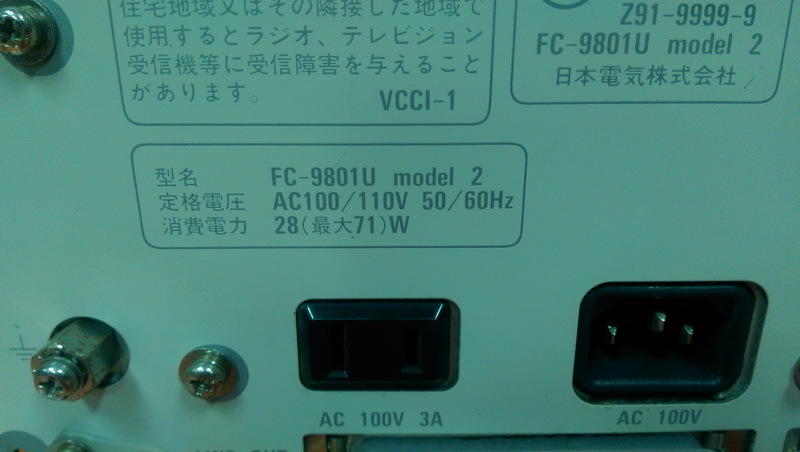 住宅地域又はその隣接した地域で
使用するとラジオ、テレビジョン
受信機等に受信障害を与えること
があります。
VCCI-1
Z91-9999-9
FC-9801U model 2
日本電気株式会社
型名 FC-9801U model 2
定格電圧 AC100/110V 50/60Hz
消費電力 28(最大71)W
AC 100V 3A
AC 100V